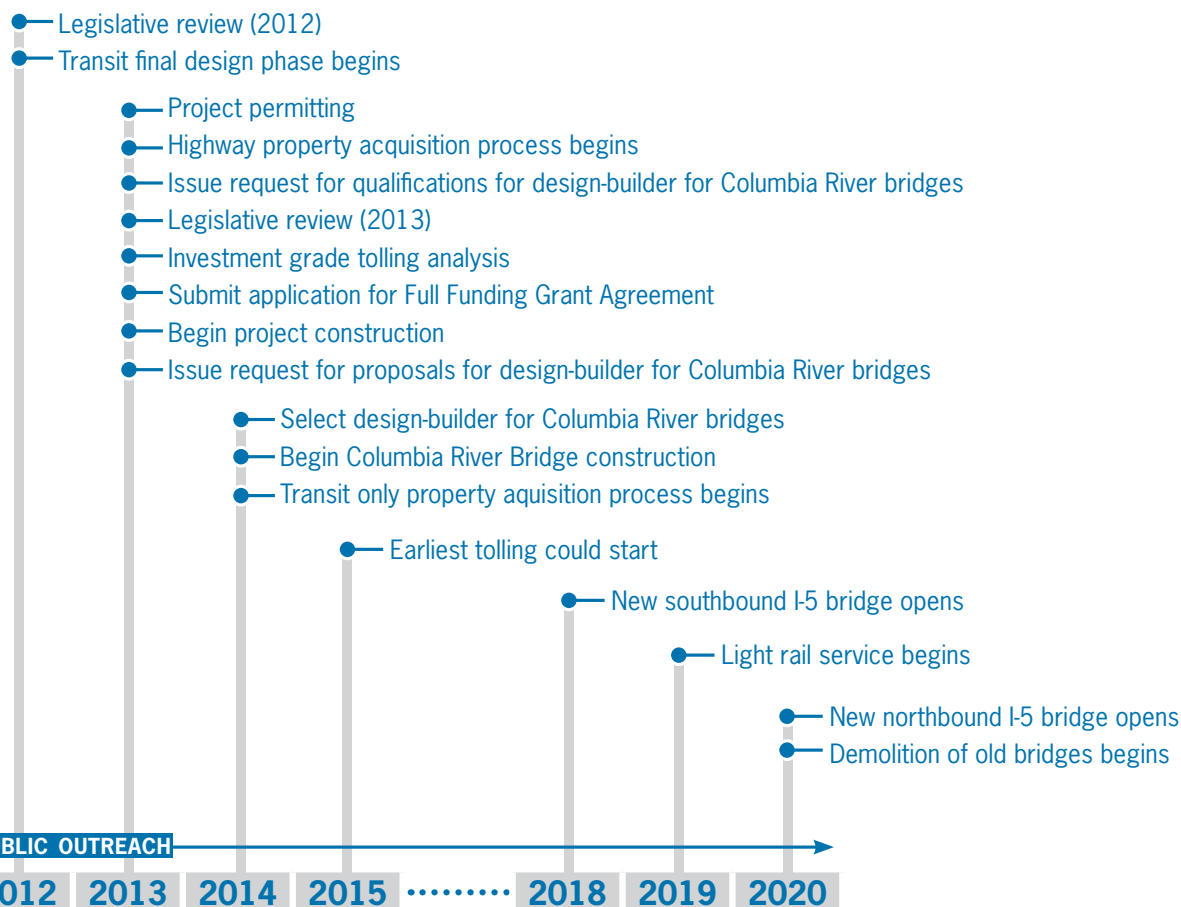 Legislative review (2012)
Transit final design phase begins
Project permitting
Highway property acquisition process begins
Issue request for qualifications for design-builder for Columbia River bridges
Legislative review (2013)
Investment grade tolling analysis
Submit application for Full Funding Grant Agreement
Begin project construction
Issue request for proposals for design-builder for Columbia River bridges
Select design-builder for Columbia River bridges
Begin Columbia River Bridge construction
Transit only property aquisition process begins
Earliest tolling could start
New southbound I-5 bridge opens
Light rail service begins
New northbound I-5 bridge opens
Demolition of old bridges begins
BLIC OUTREACH
012 2013 2014 2015 ......... 2018 2019 2020